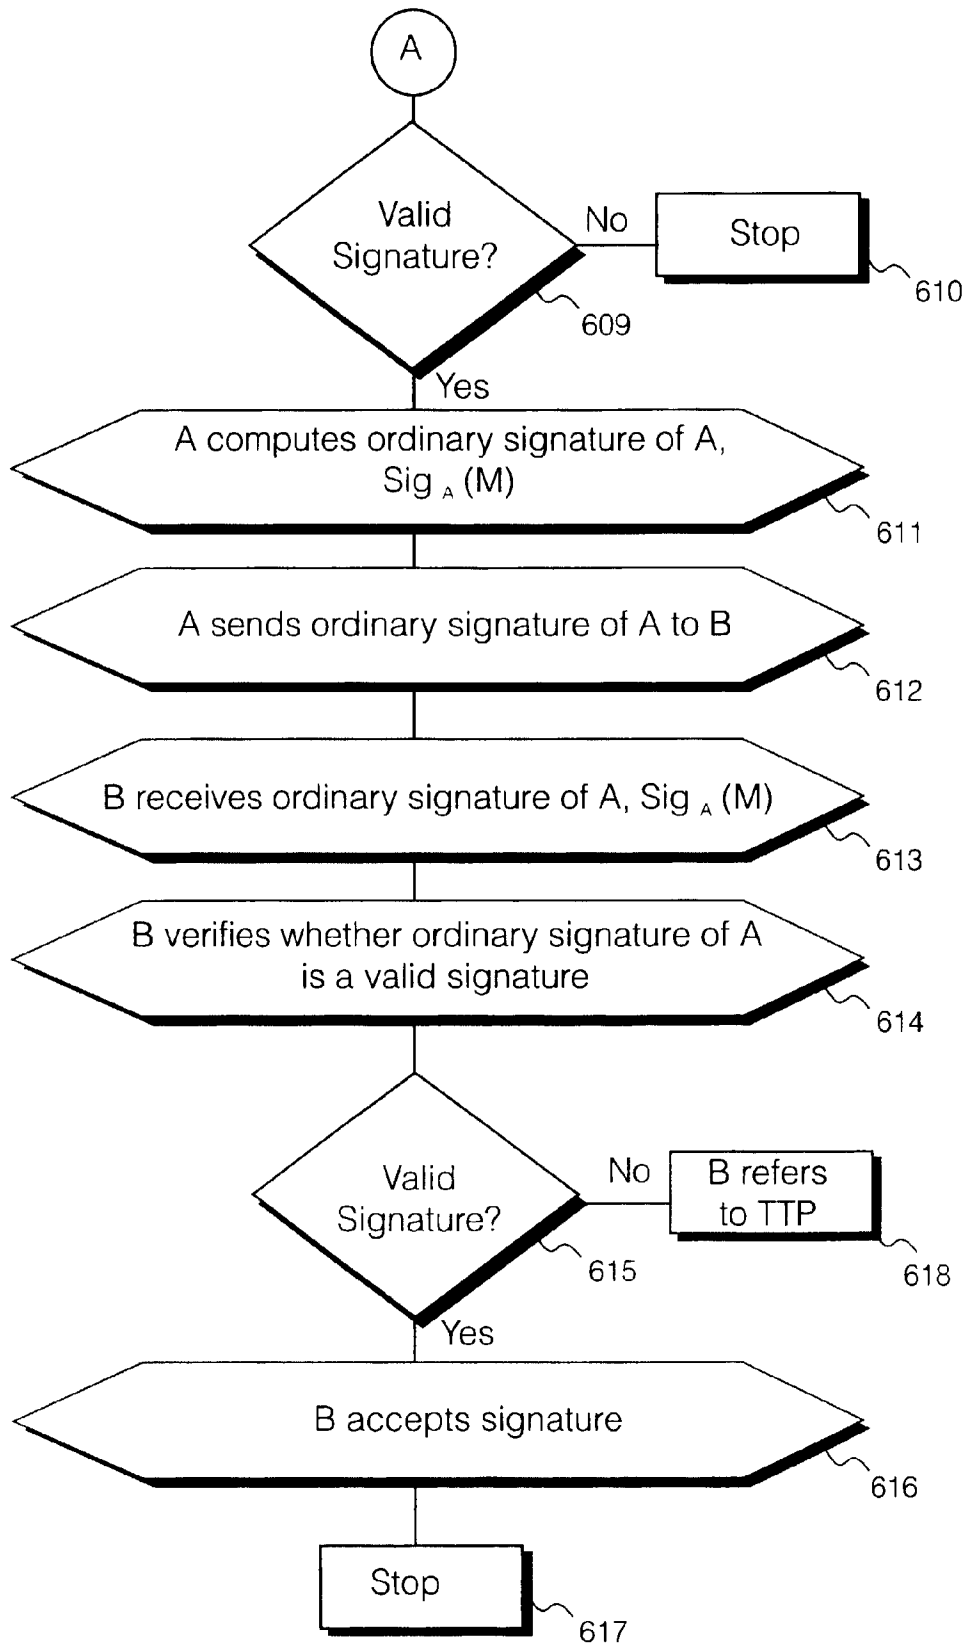 A
Valid
Signature?
No
Stop
610
609
Yes
A computes ordinary signature of A,
Sig A (M)
611
A sends ordinary signature of A to B
612
B receives ordinary signature of A, Sig A (M)
613
B verifies whether ordinary signature of A
is a valid signature
614
Valid
Signature?
No
B refers
to TTP
615
618
Yes
B accepts signature
616
Stop
617